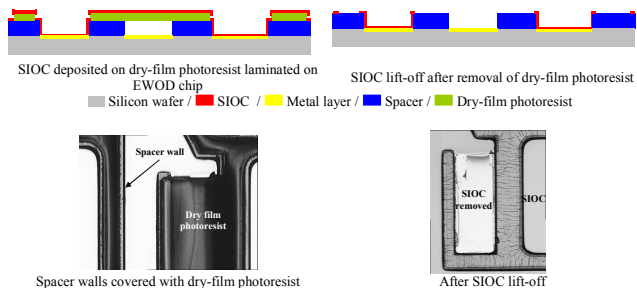 SIOC deposited on dry-film photoresist laminated on
EWOD chip
SIOC lift-off after removal of dry-film photoresist
Silicon wafer / SIOC / Metal layer / Spacer / Dry-film photoresist
Spacer wall
Dry film
photoresist
SIOC
removed
SIOC
Spacer walls covered with dry-film photoresist
After SIOC lift-off